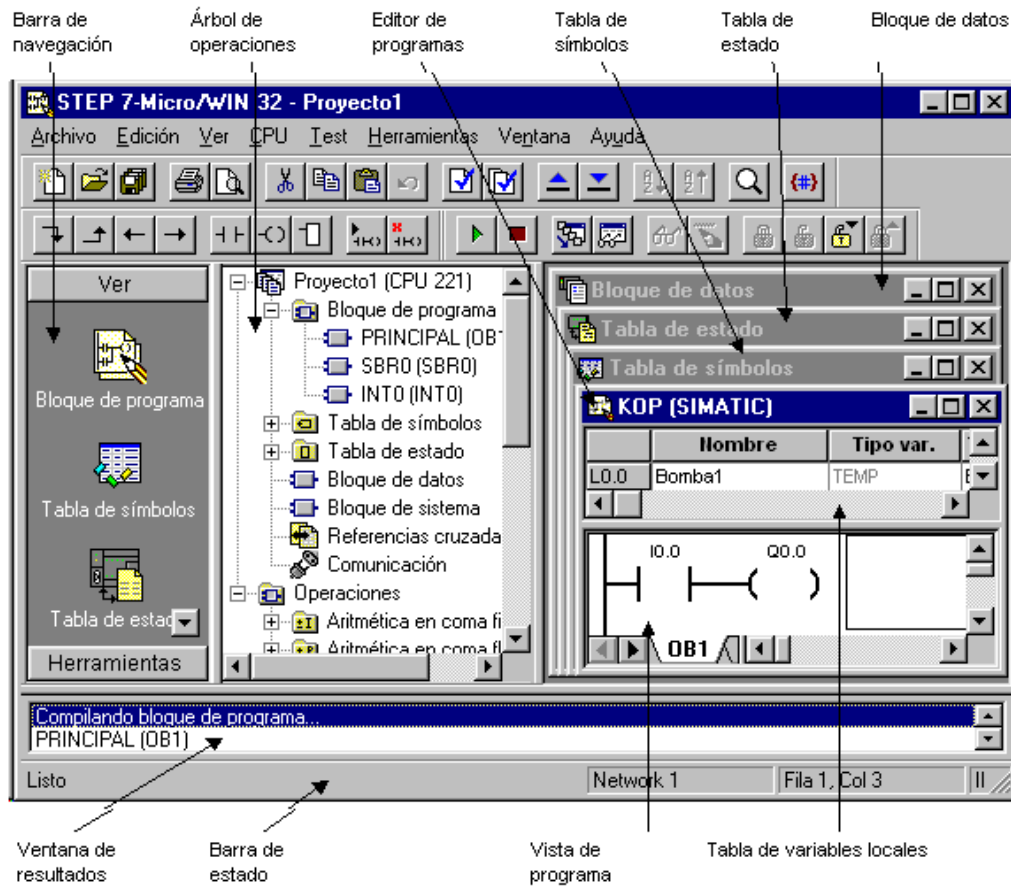 Barra de navegación
Árbol de operaciones
Editor de programas
Tabla de símbolos
Tabla de estado
Bloque de datos
STEP 7-Micro/WIN 32 - Proyecto1
Archivo Edición Ver CPU Test Herramientas Ventana Ayuda
Ver
Bloque de programa
Tabla de símbolos
Tabla de estad
Herramientas
Proyecto1 (CPU 221)
Bloque de programa
PRINCIPAL (OB1
SBR0 (SBR0)
INT0 (INT0)
Tabla de símbolos
Tabla de estado
Bloque de datos
Bloque de sistema
Referencias cruzada
Comunicación
Operaciones
Aritmética en coma fi
Aritmética en coma fl
Bloque de datos
Tabla de estado
Tabla de símbolos
KOP (SIMATIC)
Nombre Tipo var.
L0.0 Bomba1 TEMP
I0.0 Q0.0
OB1
Compilando bloque de programa...
PRINCIPAL (OB1)
Listo Network 1 Fila 1, Col 3
Ventana de resultados
Barra de estado
Vista de programa
Tabla de variables locales